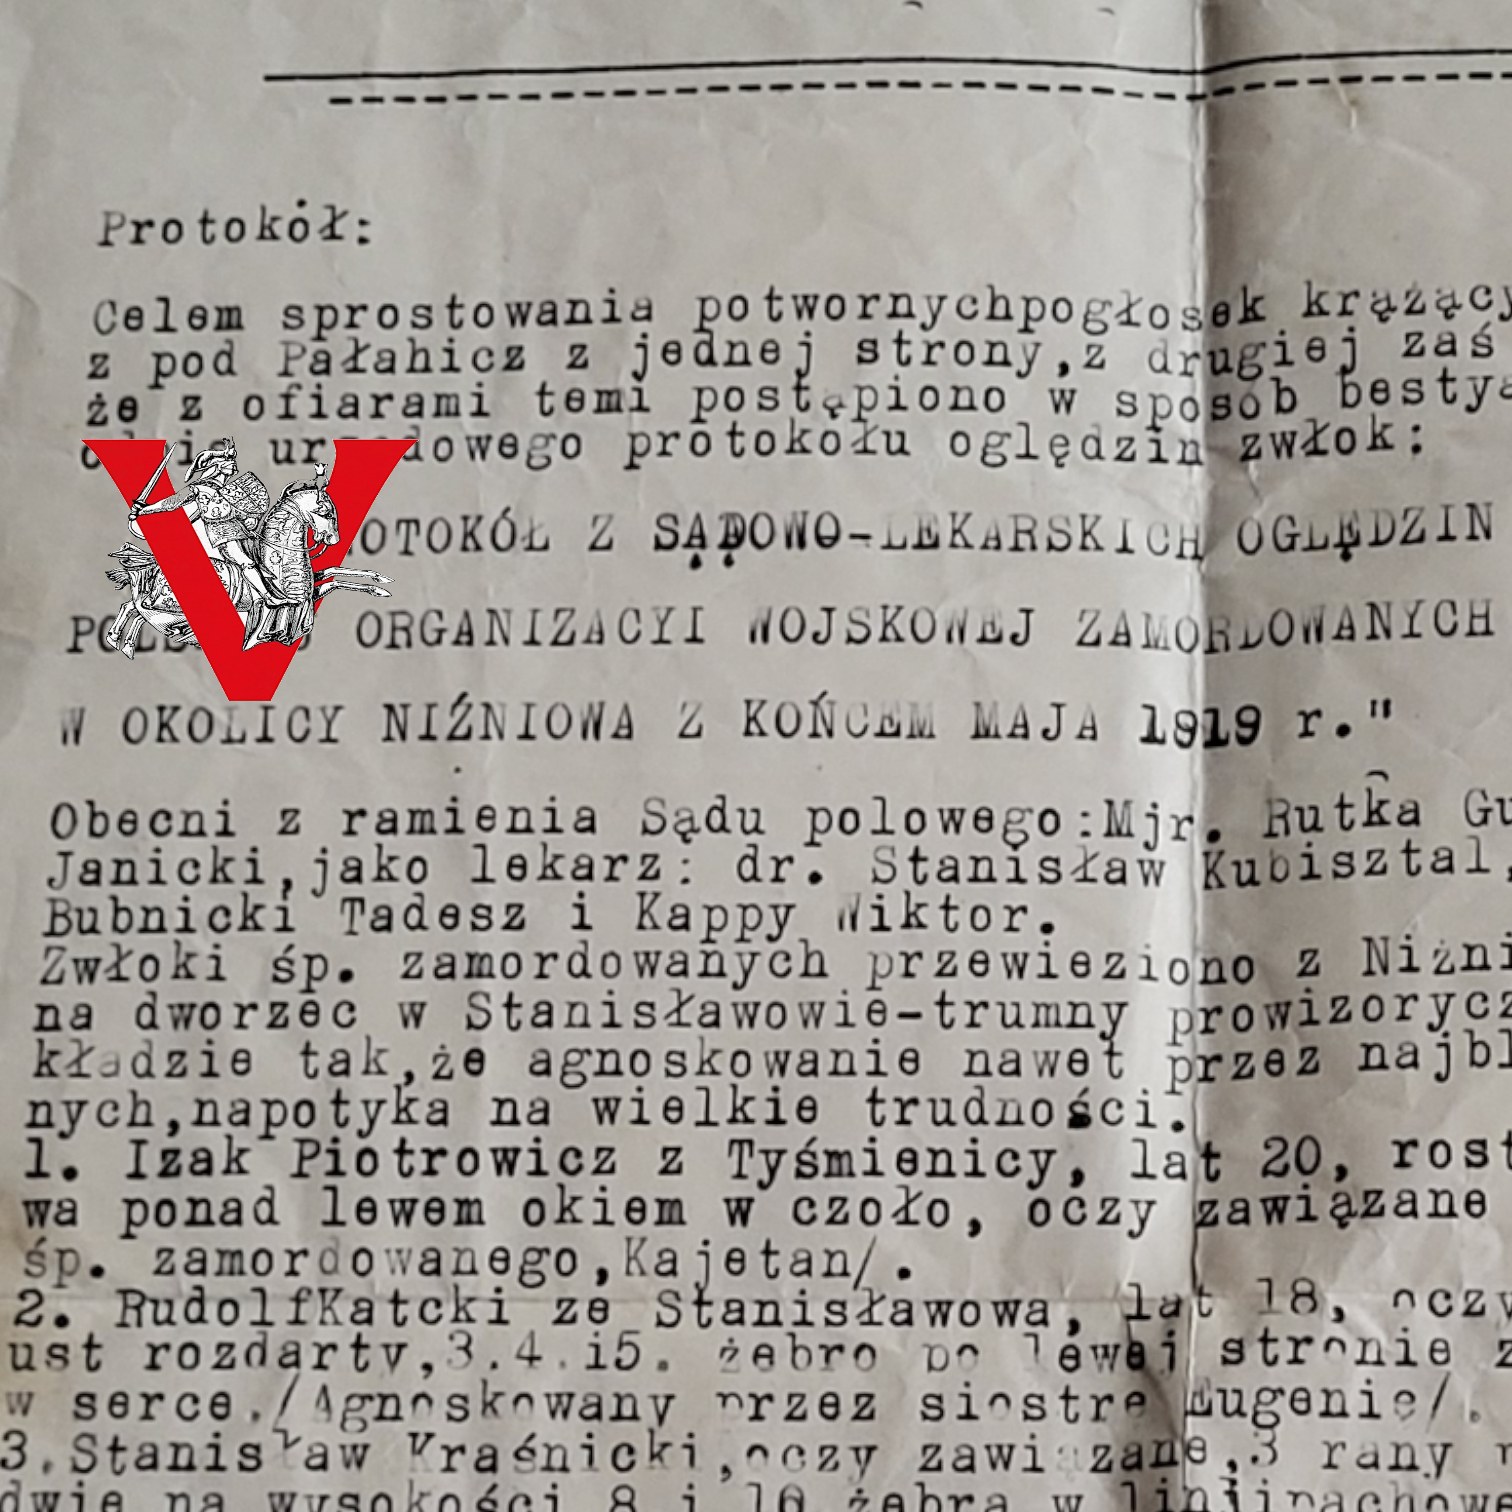 Protokół:
Celem sprostowania potwornychpogłosek krążący
z pod Pałahicz z jednej strony,z drugiej zaś
że z ofiarami temi postępiono w sposób bestya
protokołu oględzin zwłok:
Z SĄDOWO-LEKARSKICH OGLĘDZIN
ORGANIZACYI WOJSKOWEJ ZAMORDOWANYCH
W OKOLICY NIŹNIOWA Z KOŃCEM MAJA 1919 r."
Obecni z ramienia Sądu polowego:Mjr. Rutka Gu
Janicki,jako lekarz: dr. Stanisław Kubisztal,
Bubnicki Tadesz i Kappy Wiktor.
Zwłoki śp. zamordowanych przewieziono z Niżni
na dworzec w Stanisławowie-trumny prowizorycz
kładzie tak,że agnoskowanie nawet przez najbl
nych,napotyka na wielkie trudności.
1. Izak Piotrowicz z Tyśmienicy, lat 20, rost
wa ponad lewem okiem w czoło, oczy zawiązane
śp. zamordowanego,Kajetan/.
2. RudolfKatcki ze Stanisławowa, lat 18, oczy
ust rozdarty,3.4.i5. żebro po lewej stronie z
w serce./Agnoskowany przez siostrę Eugenię/.
3.Stanisław Kraśnicki,oczy zawiązane,3 rany
dwie na wysokości 8 i 10 żebra w